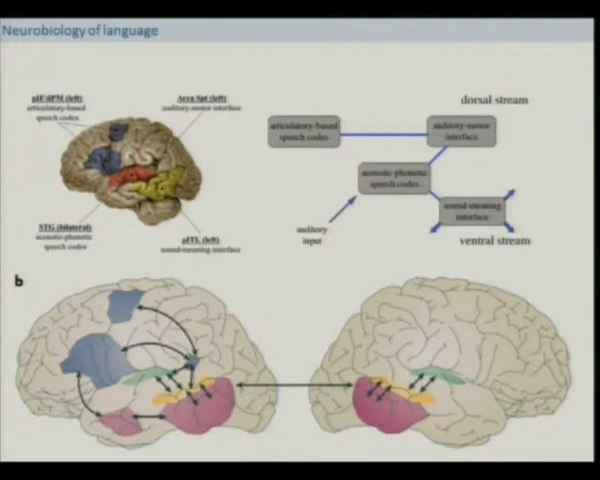 Neurobiology of language
pIF/dPM (left)
articulatory-based
speech codes
Area Spt (left)
auditory-motor interface
STG (bilateral)
acoustic-phonetic
speech codes
pITL (left)
sound-meaning interface
dorsal stream
articulatory-based
speech codes
auditory-motor
interface
acoustic-phonetic
speech codes
sound-meaning
interface
auditory
input
ventral stream
b